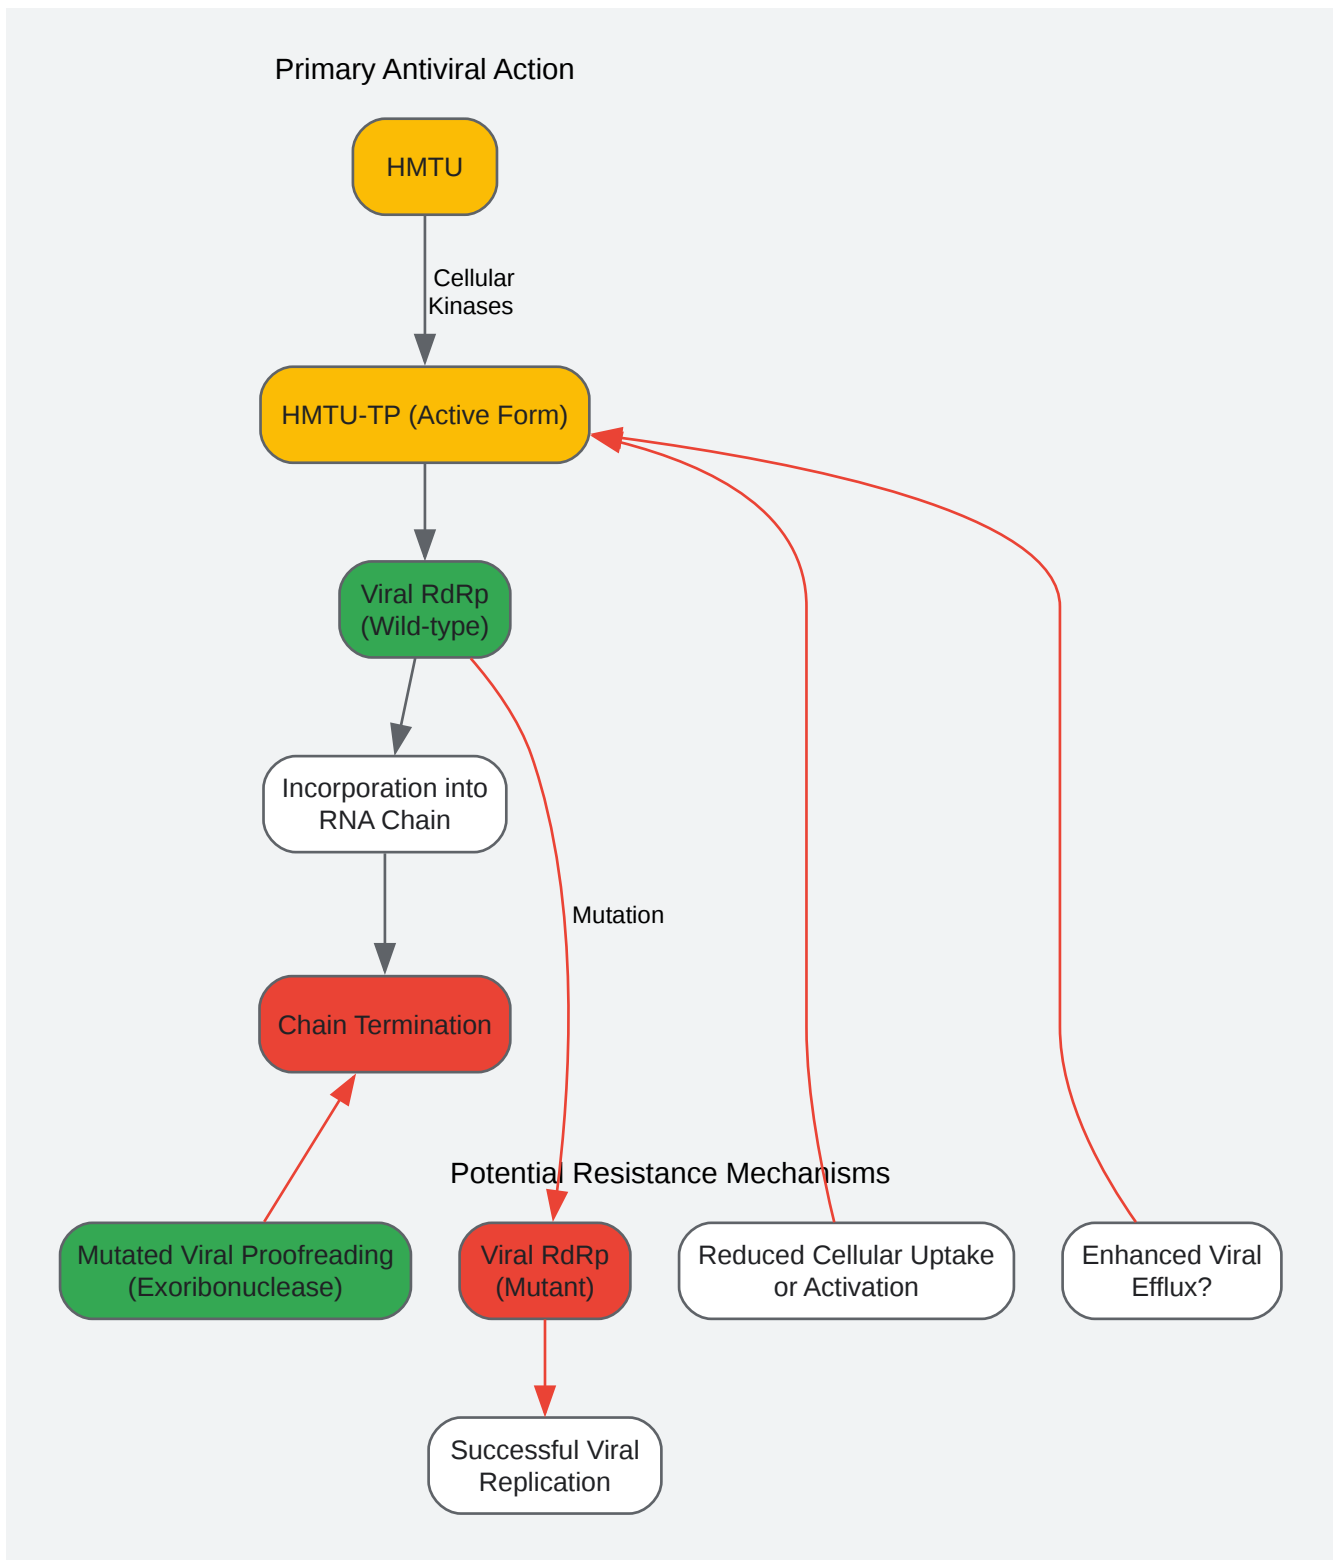 Primary Antiviral Action
HMTU
Cellular
Kinases
HMTU-TP (Active Form)
Viral RdRp
(Wild-type)
Incorporation into
RNA Chain
Mutation
Chain Termination
Potential Resistance Mechanisms
Mutated Viral Proofreading
(Exoribonuclease)
Viral RdRp
(Mutant)
Reduced Cellular Uptake
or Activation
Enhanced Viral
Efflux?
Successful Viral
Replication